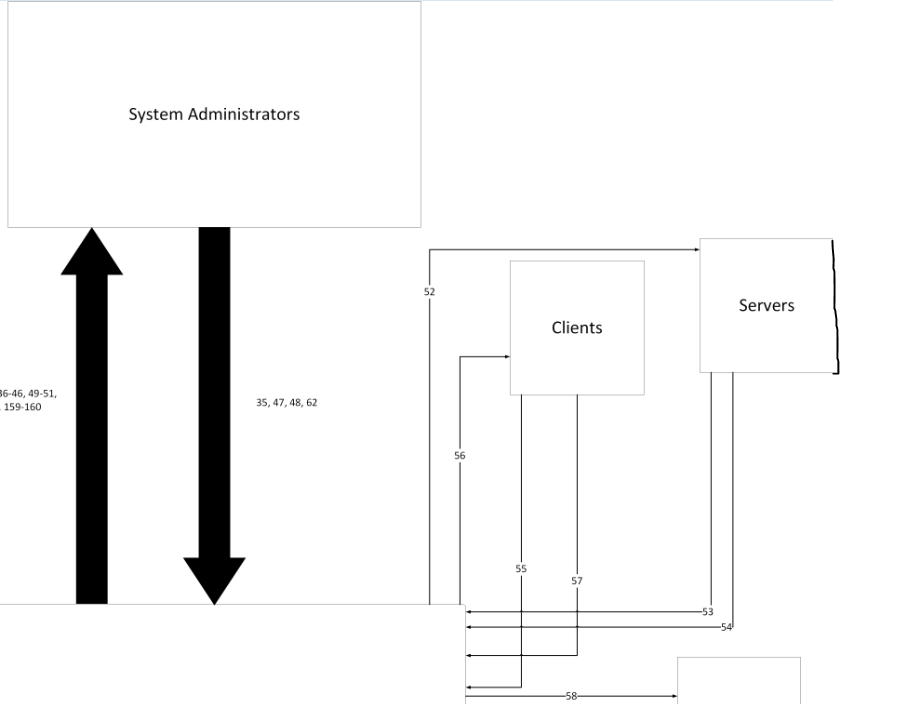 System Administrators
52
Servers
Clients
36-46, 49-51,
159-160
35, 47, 48, 62
56
55
57
53
54
58